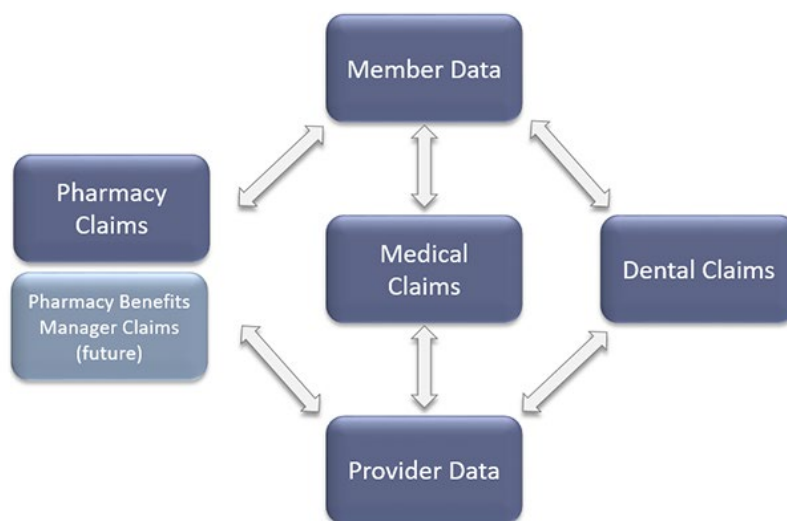 Member Data
Pharmacy
Claims
Medical
Claims
Dental Claims
Pharmacy Benefits
Manager Claims
(future)
Provider Data